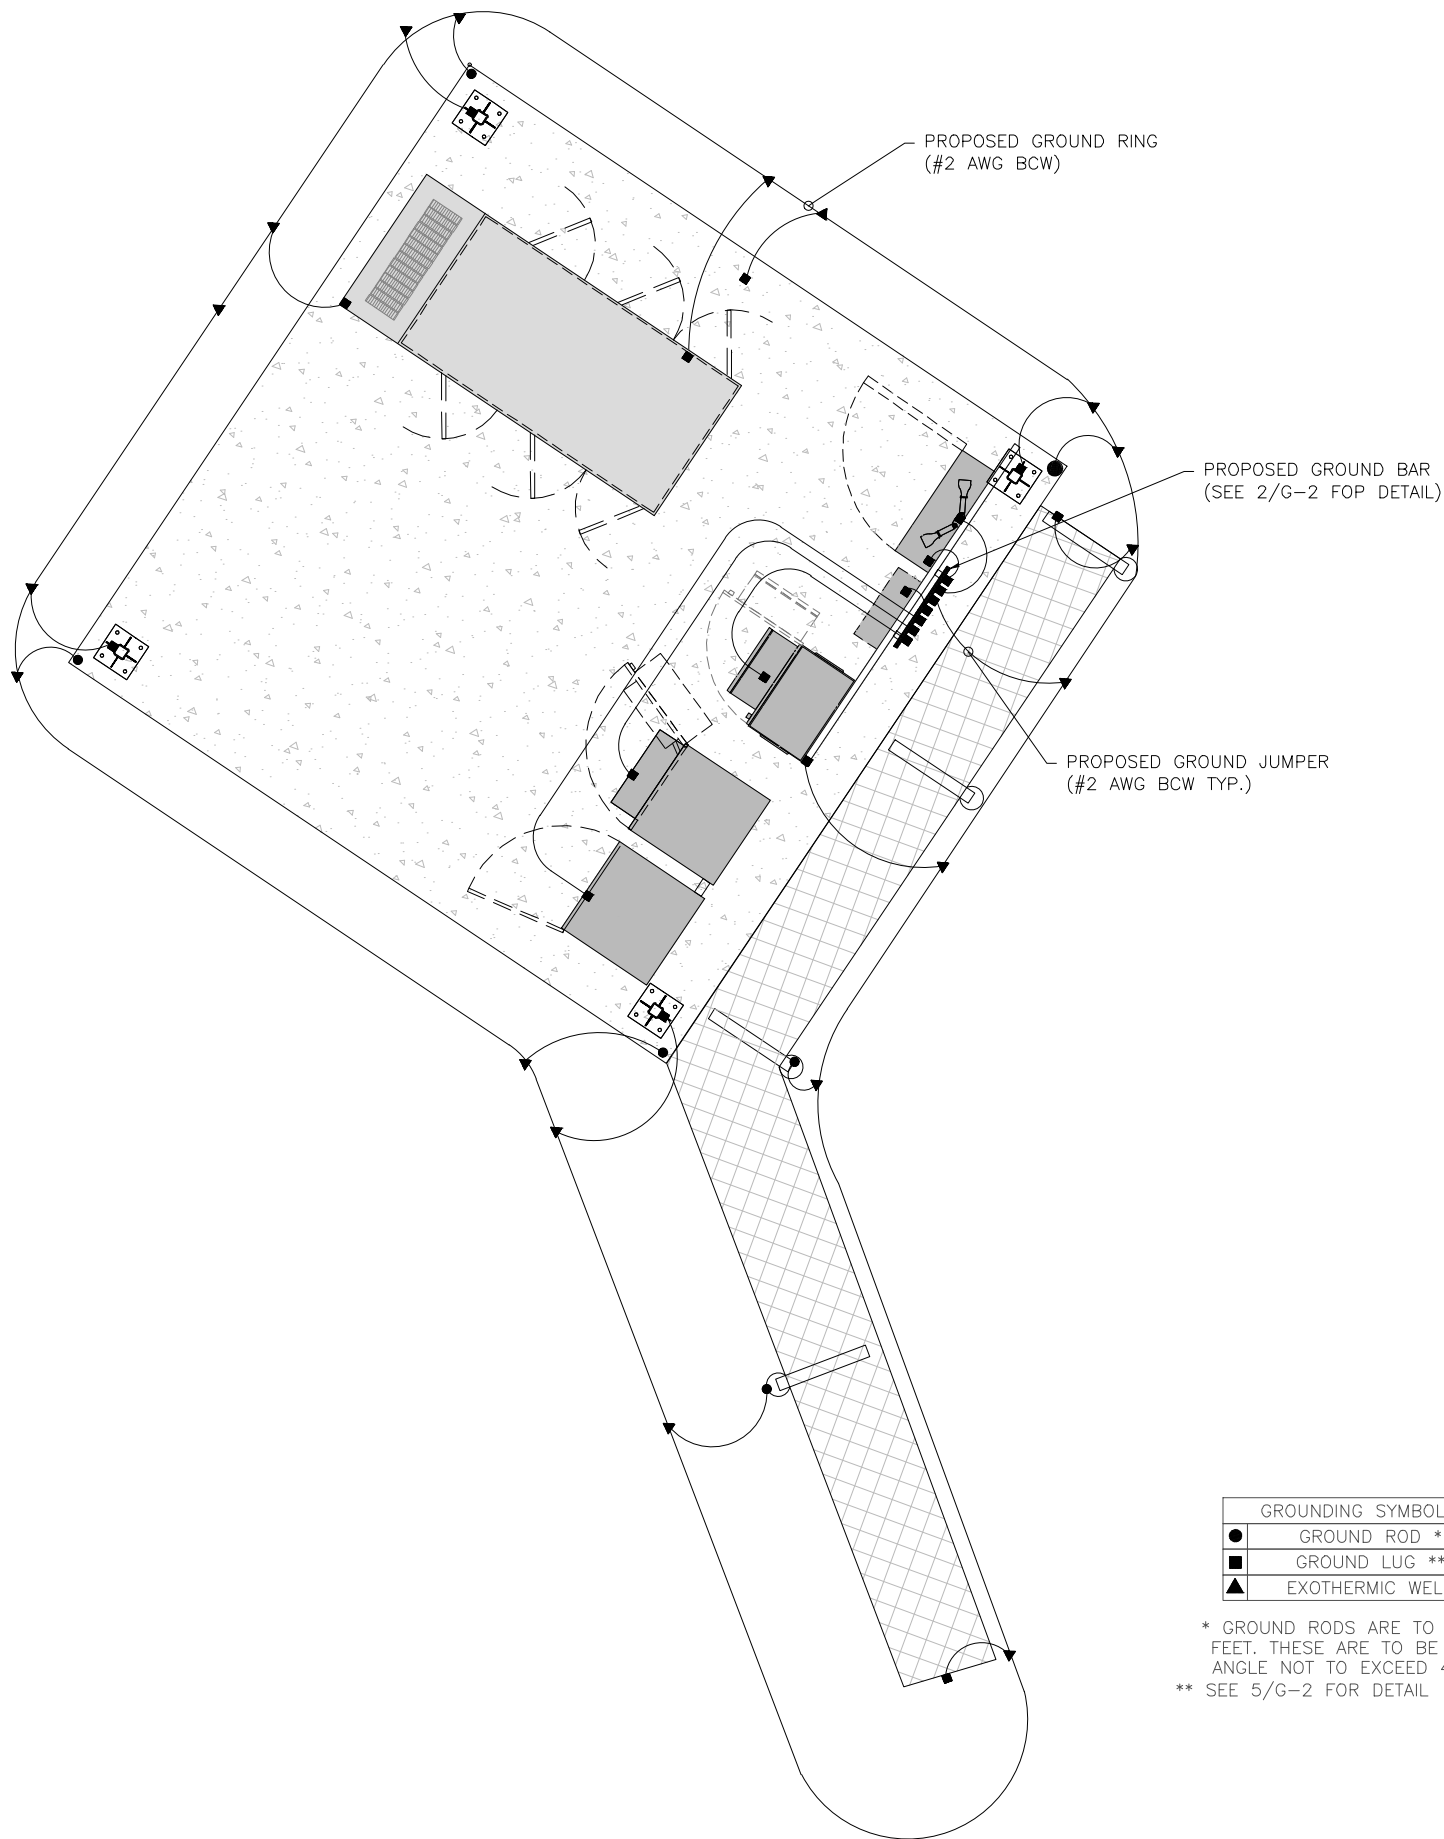 PROPOSED GROUND RING
(#2 AWG BCW)
PROPOSED GROUND BAR
(SEE 2/G-2 FOP DETAIL)
PROPOSED GROUND JUMPER
(#2 AWG BCW TYP.)
GROUNDING SYMBOL
GROUND ROD *
GROUND LUG **
EXOTHERMIC WEL
* GROUND RODS ARE TO
FEET. THESE ARE TO BE
ANGLE NOT TO EXCEED
** SEE 5/G-2 FOR DETAIL